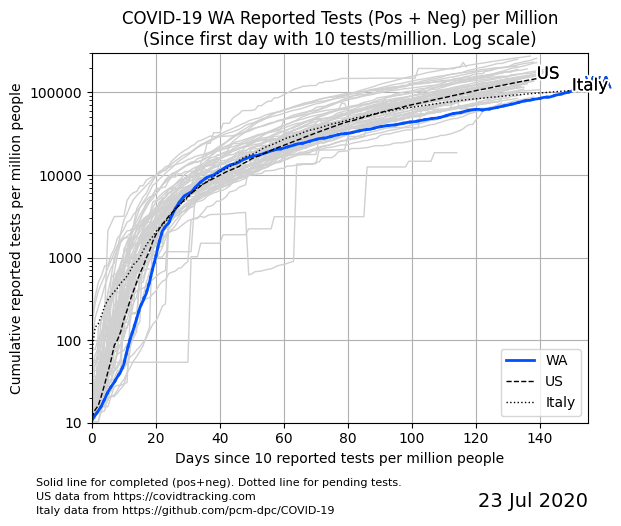 COVID-19 WA Reported Tests (Pos + Neg) per Million
(Since first day with 10 tests/million. Log scale)
Cumulative reported tests per million people
100000
10000
1000
100
10
US
WA
Italy
WA
US
Italy
0 20 40 60 80 100 120 140
Days since 10 reported tests per million people
Solid line for completed (pos+neg). Dotted line for pending tests.
US data from https://covidtracking.com
Italy data from https://github.com/pcm-dpc/COVID-19
23 Jul 2020